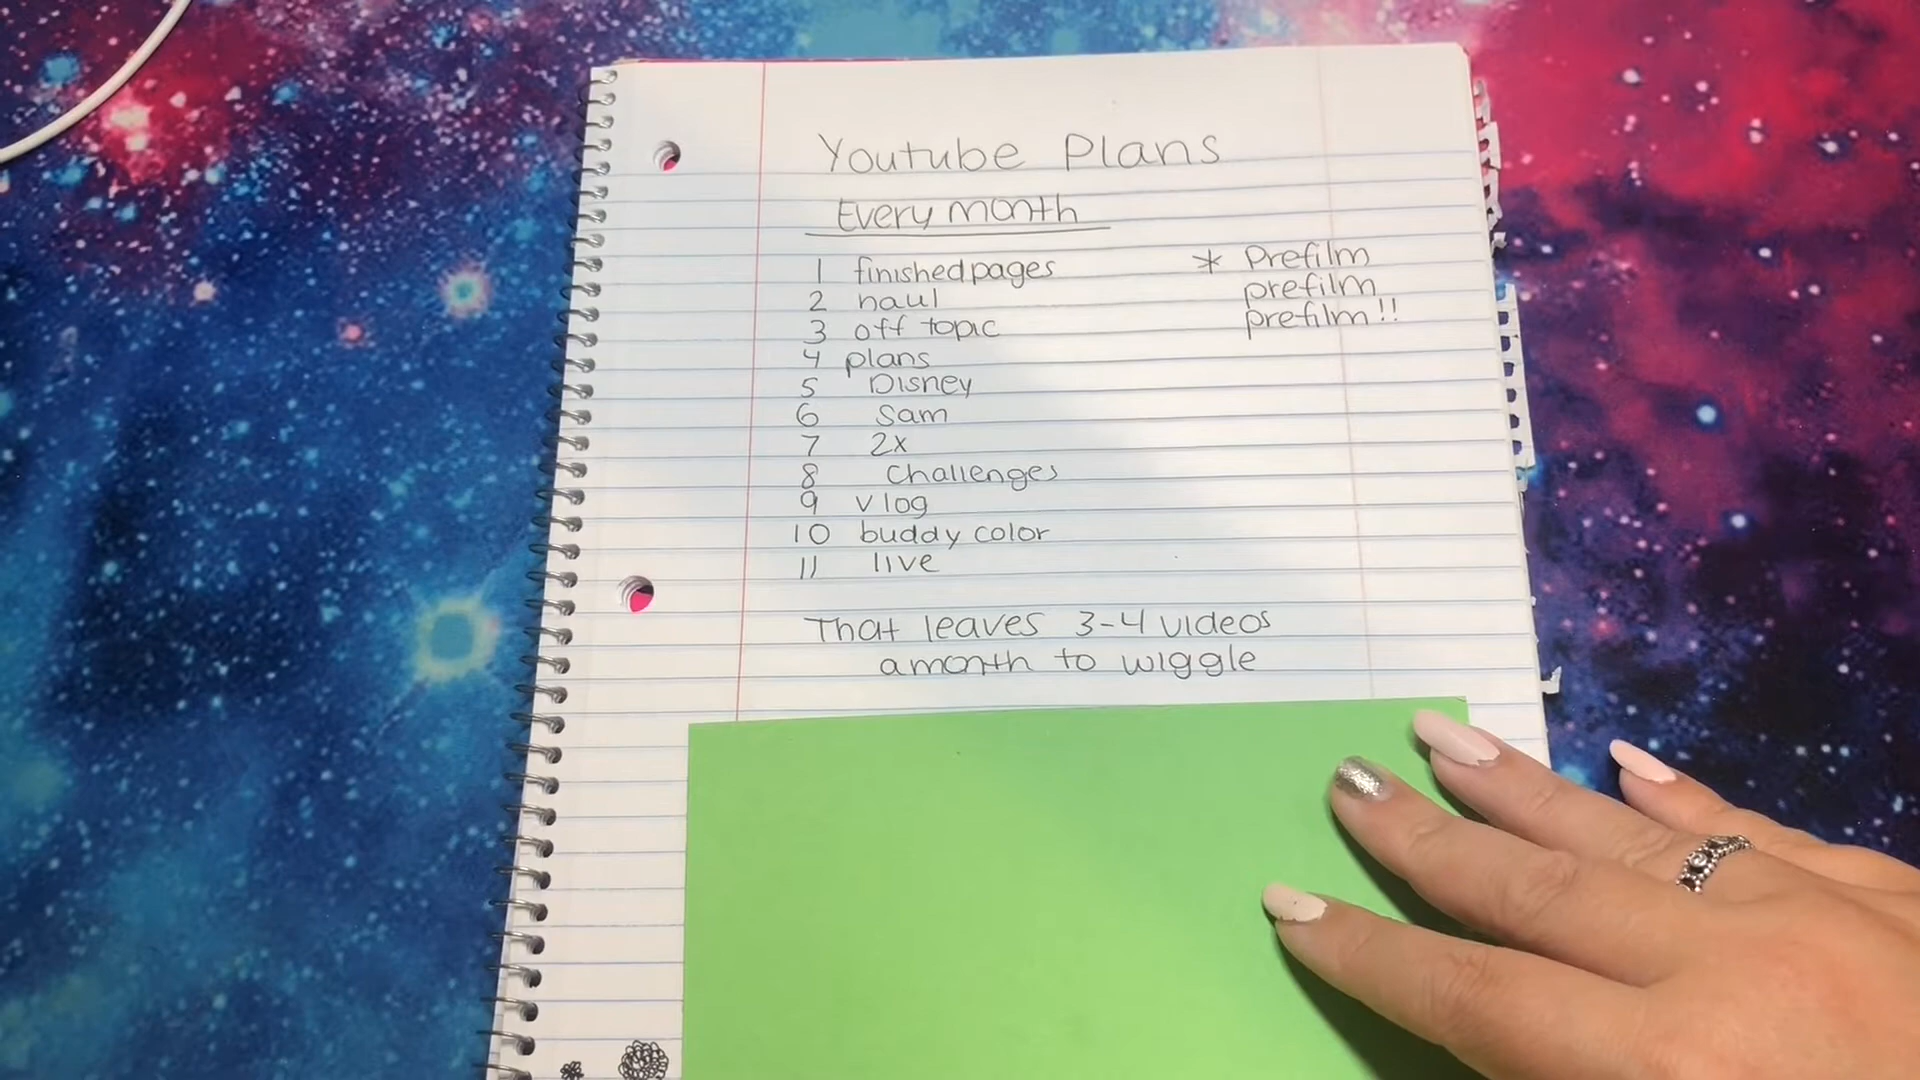 Youtube Plans
Every month
1 finished pages
2 haul
3 off topic
4 plans
5 Disney
6 Sam
7 2x
8 Challenges
9 vlog
10 buddy color
11 live
* Prefilm
prefilm
prefilm!!
That leaves 3-4 videos
a month to wiggle